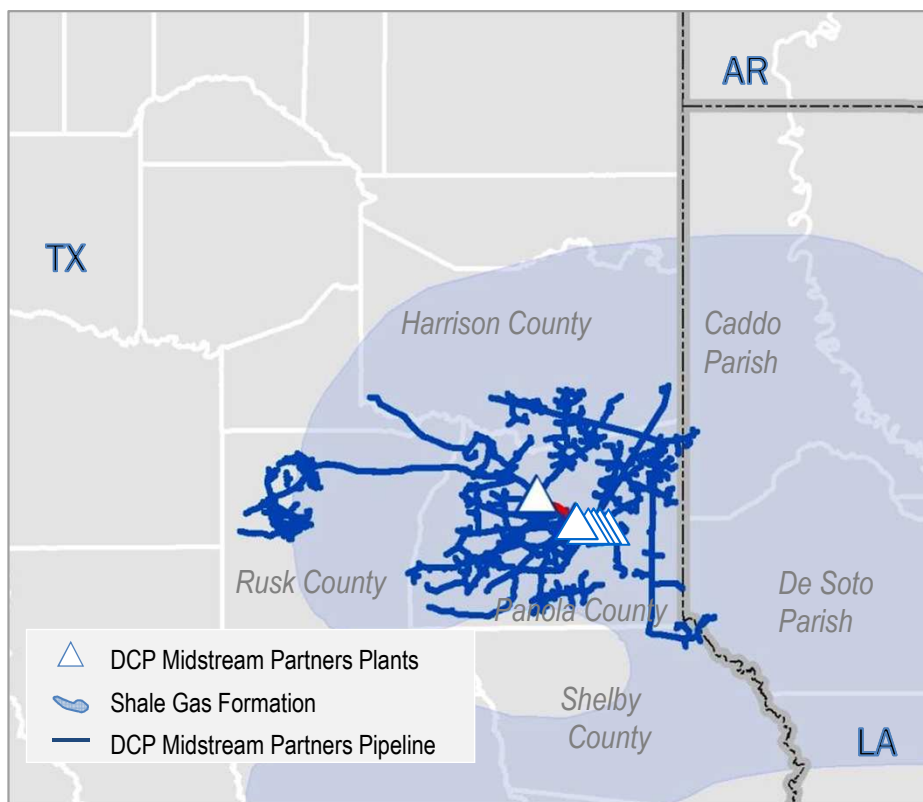 AR
TX
Harrison County
Caddo
Parish
Rusk County
Panola County
De Soto
Parish
DCP Midstream Partners Plants
Shale Gas Formation
DCP Midstream Partners Pipeline
Shelby
County
LA